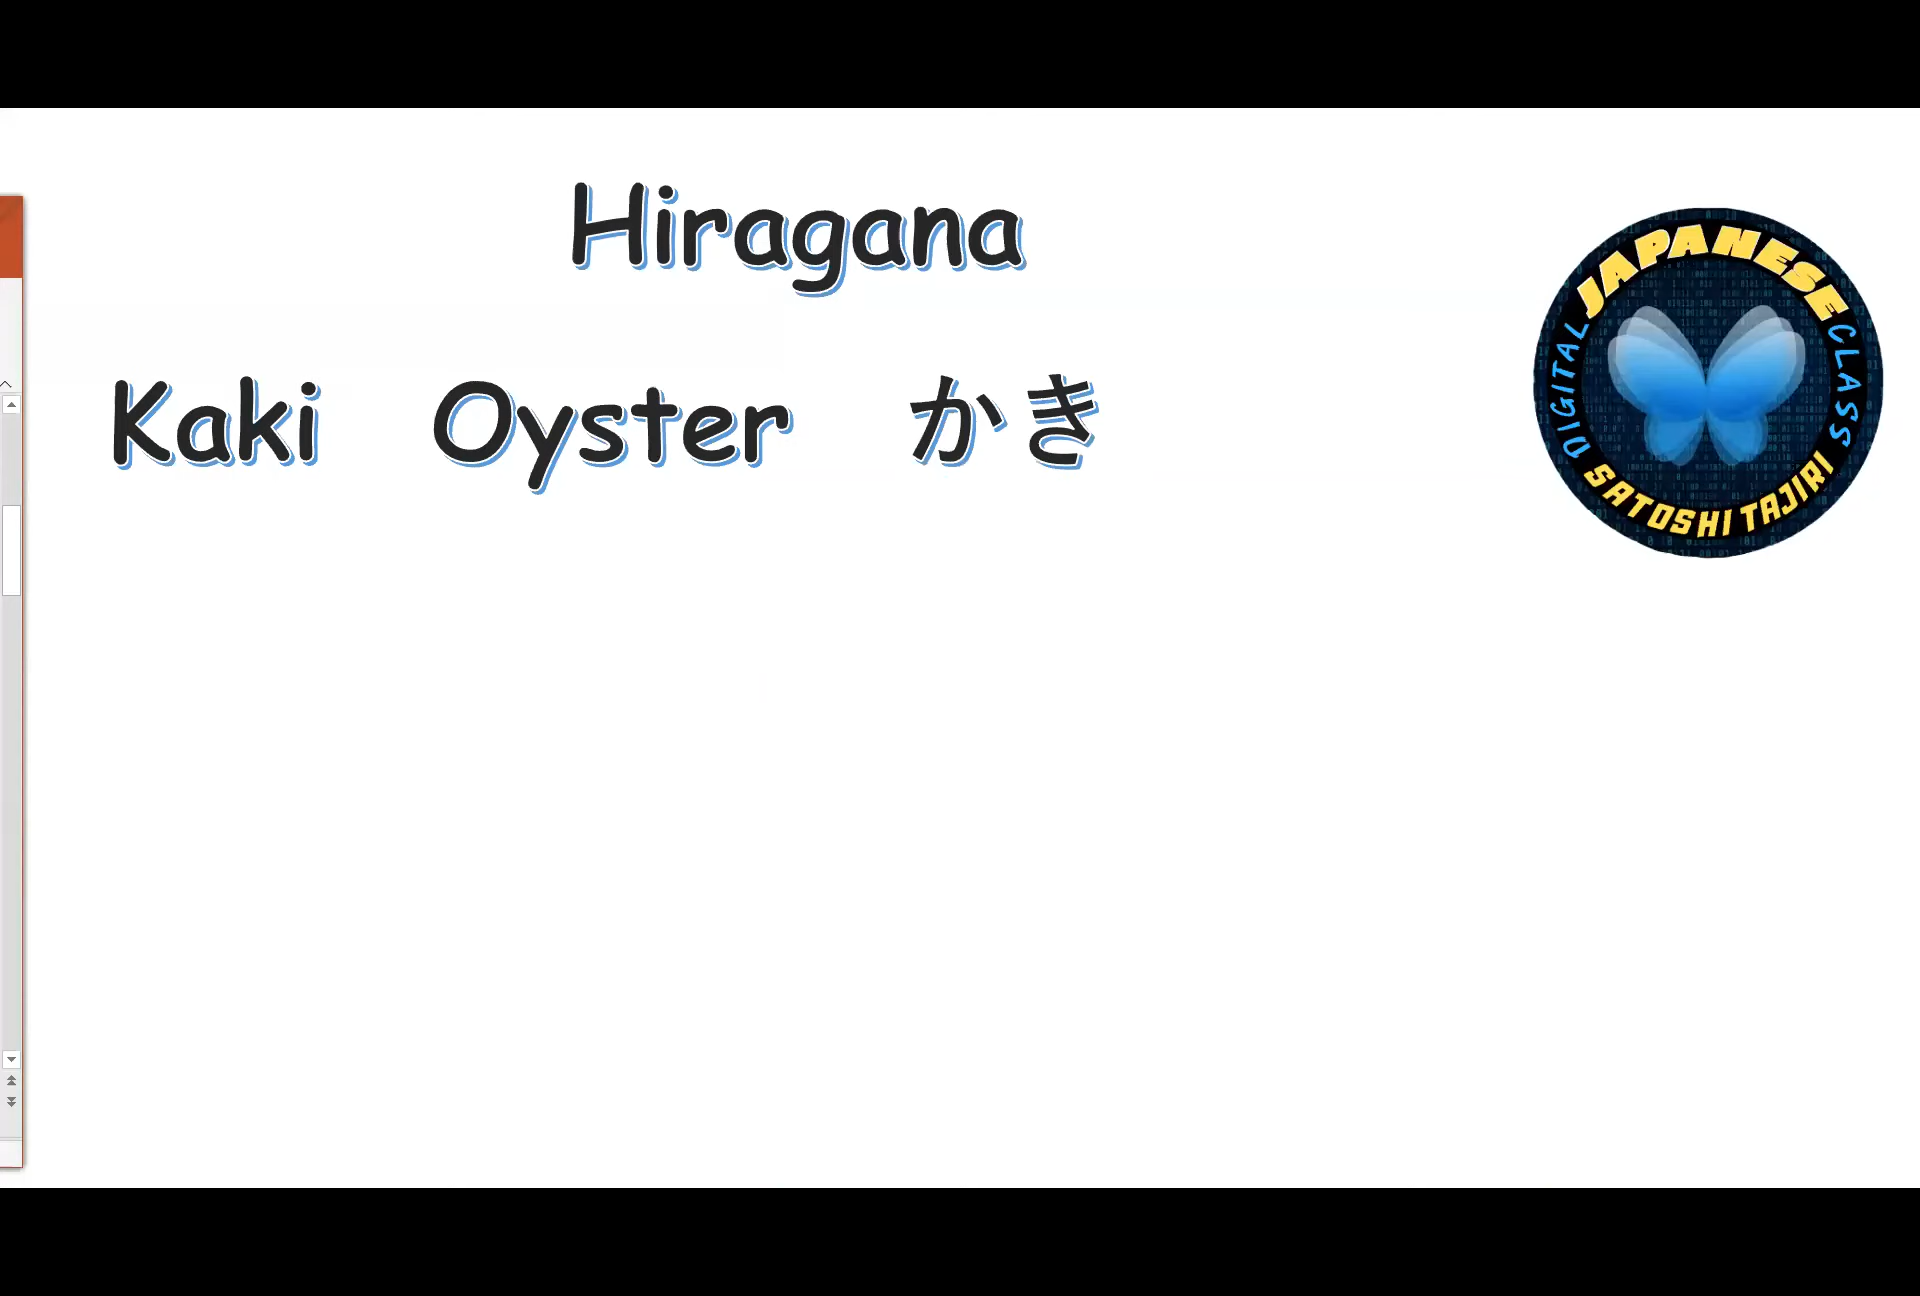 Hiragana
Kaki Oyster かき
JAPANESE
DIGITAL CLASS
SATOSHI TAJIRI